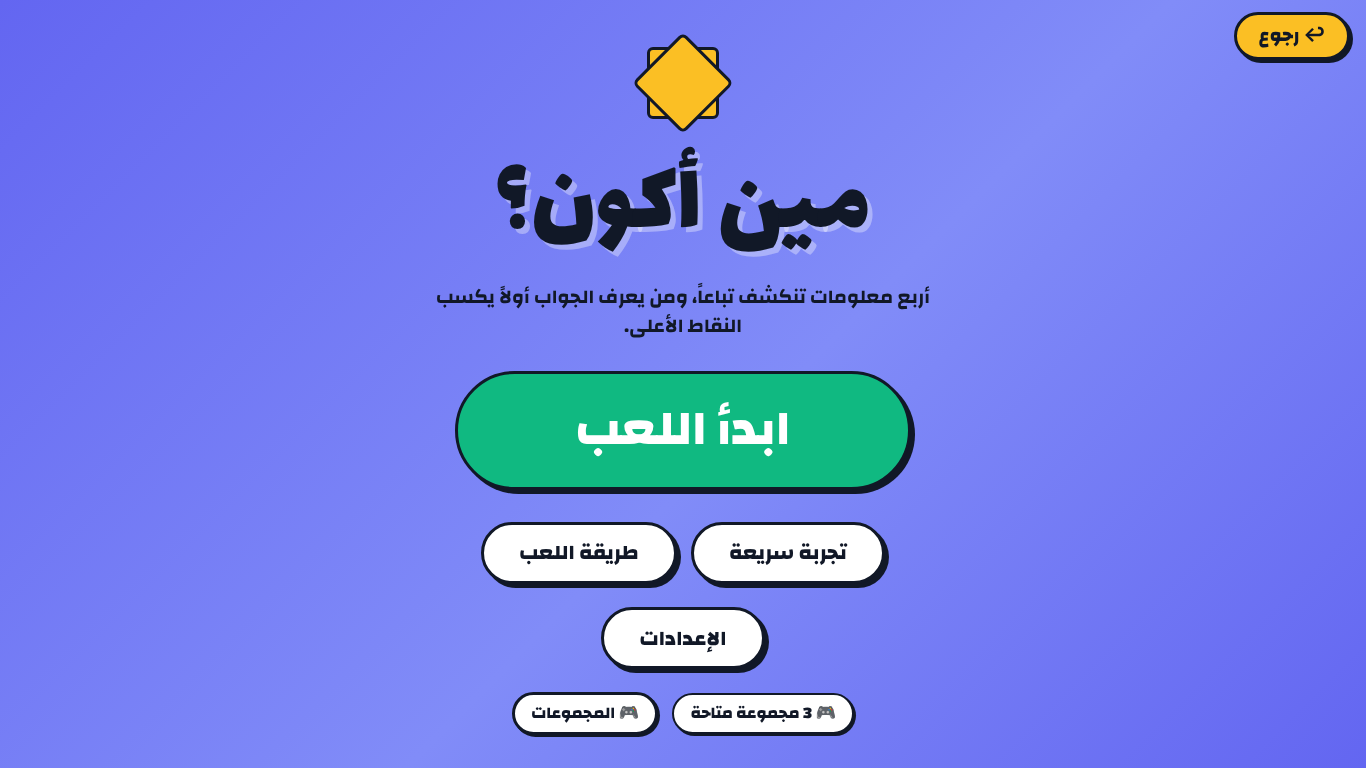 ↩ رجوع
مين أكون؟
أربع معلومات تنكشف تباعاً، ومن يعرف الجواب أولاً يكسب
النقاط الأعلى.
ابدأ اللعب
تجربة سريعة
طريقة اللعب
الإعدادات
🎮 3 مجموعة متاحة
🎮 المجموعات